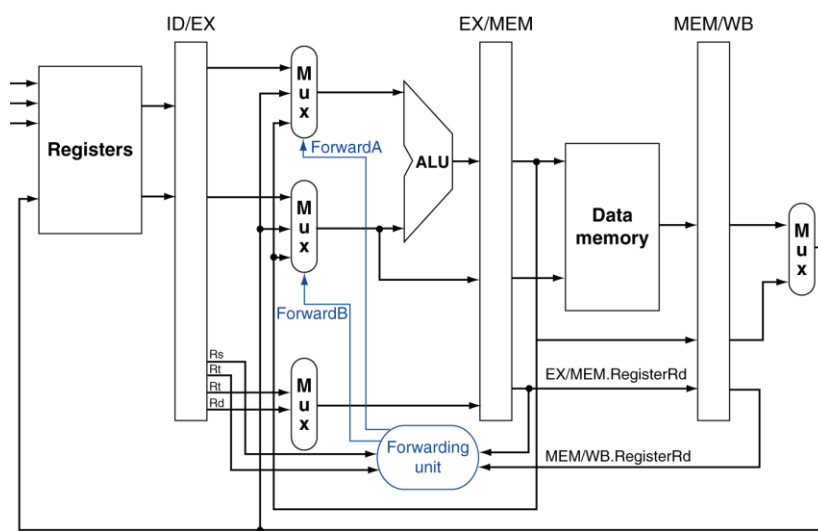 ID/EX
EX/MEM
MEM/WB
Mux
Registers
ForwardA
ALU
Mux
Data
memory
Mux
ForwardB
Rs
Rt
Rt
Rd
Mux
EX/MEM.RegisterRd
Forwarding
unit
MEM/WB.RegisterRd